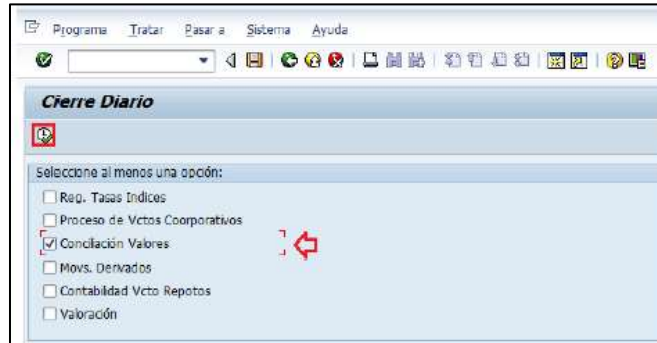 Programa Tratar Pasar a Sistema Ayuda
Cierre Diario
Seleccione al menos una opción:
Reg. Tasas Indices
Proceso de Vctos Coorporativos
Conciliación Valores
Movs. Derivados
Contabilidad Vcto Repotos
Valoración